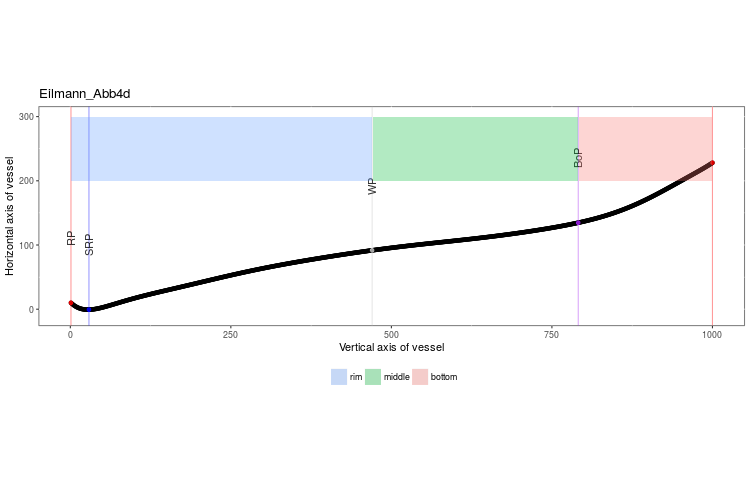 Eilmann_Abb4d
300
200
100
0
Horizontal axis of vessel
RP
SRP
WP
BoP
0 250 500 750 1000
Vertical axis of vessel
rim middle bottom